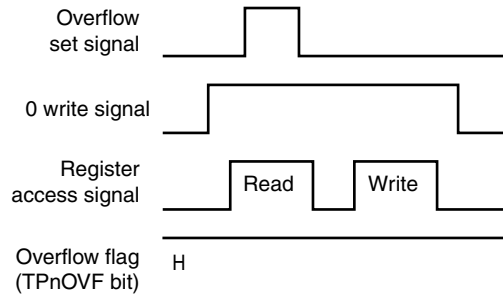 Overflow
set signal
0 write signal
Register
access signal
Read
Write
Overflow flag
(TPnOVF bit)
H